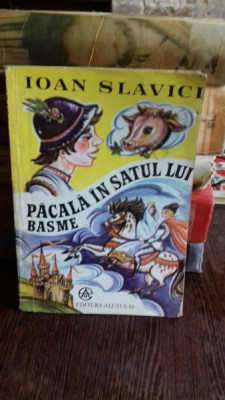 IOAN SLAVICI
PĂCALĂ ÎN SATUL LUI
BASME
EDITURA ALUTUS-D